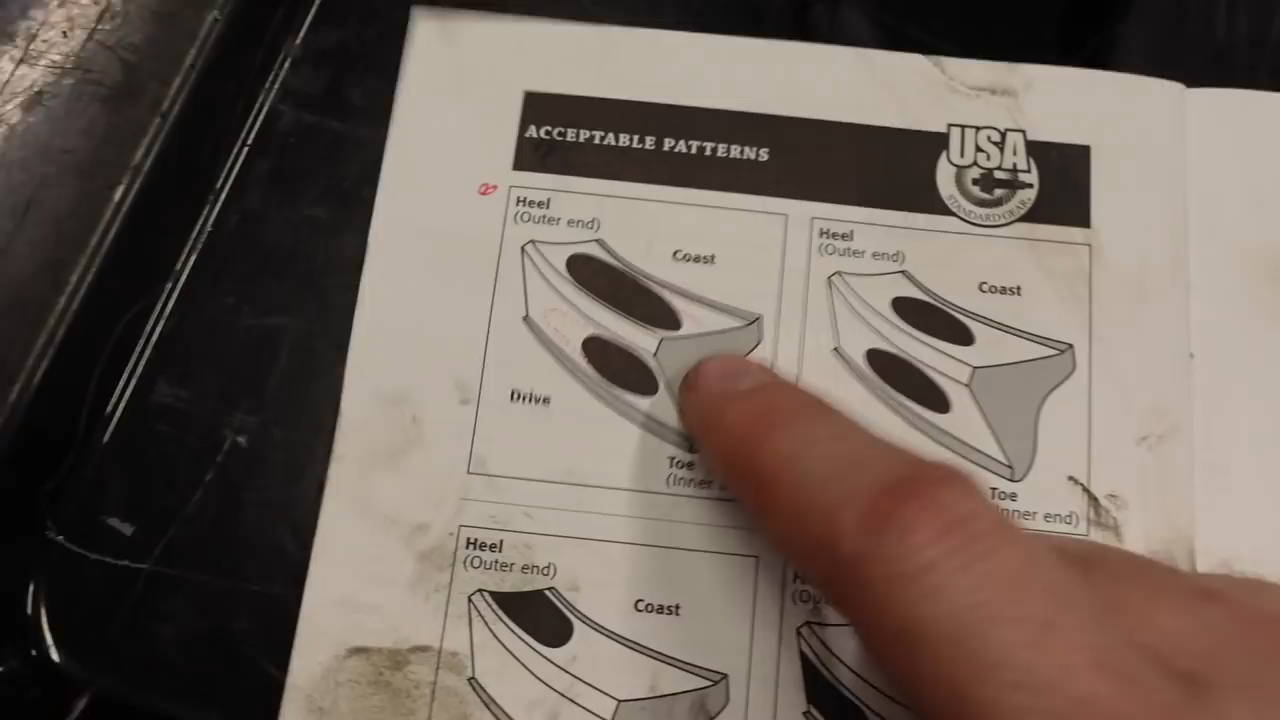 ACCEPTABLE PATTERNS
USA
STANDARD GEAR
Heel
(Outer end)
Coast
Drive
Toe
(Inner
Heel
(Outer end)
Coast
Toe
Inner end)
Heel
(Outer end)
Coast